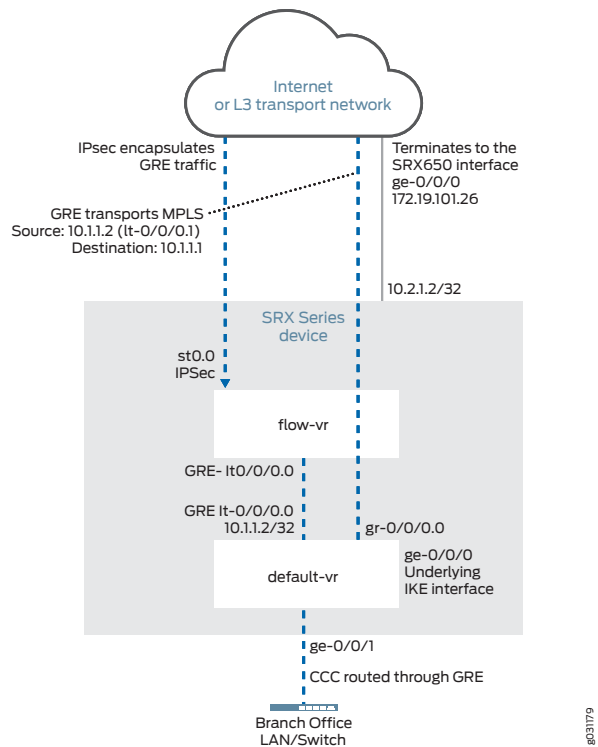 Internet
or L3 transport network
IPsec encapsulates
GRE traffic
Terminates to the
SRX650 interface
ge-0/0/0
172.19.101.26
GRE transports MPLS
Source: 10.1.1.2 (lt-0/0/0.1)
Destination: 10.1.1.1
10.2.1.2/32
SRX Series
device
st0.0
IPSec
flow-vr
GRE- lt0/0/0.0
GRE lt-0/0/0.0
10.1.1.2/32
gr-0/0/0.0
default-vr
ge-0/0/0
Underlying
IKE interface
ge-0/0/1
CCC routed through GRE
Branch Office
LAN/Switch
g031179